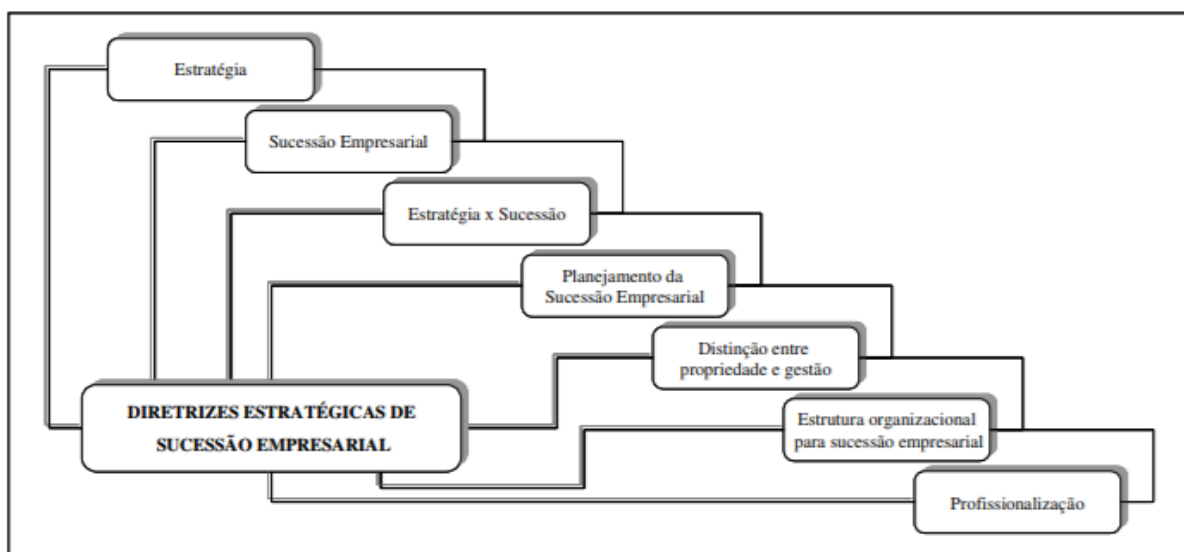 Estratégia
Sucessão Empresarial
Estratégia x Sucessão
Planejamento da
Sucessão Empresarial
Distinção entre
propriedade e gestão
DIRETRIZES ESTRATÉGICAS DE
SUCESSÃO EMPRESARIAL
Estrutura organizacional
para sucessão empresarial
Profissionalização